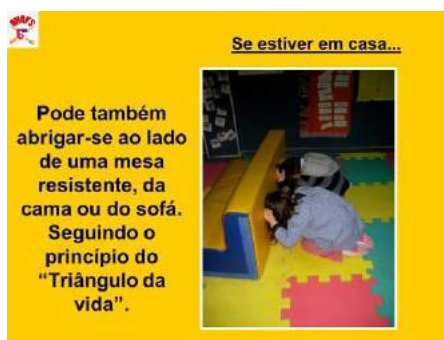 Se estiver em casa...
Pode também
abrigar-se ao lado
de uma mesa
resistente, da
cama ou do sofá.
Seguindo o
princípio do
“Triângulo da
vida”.